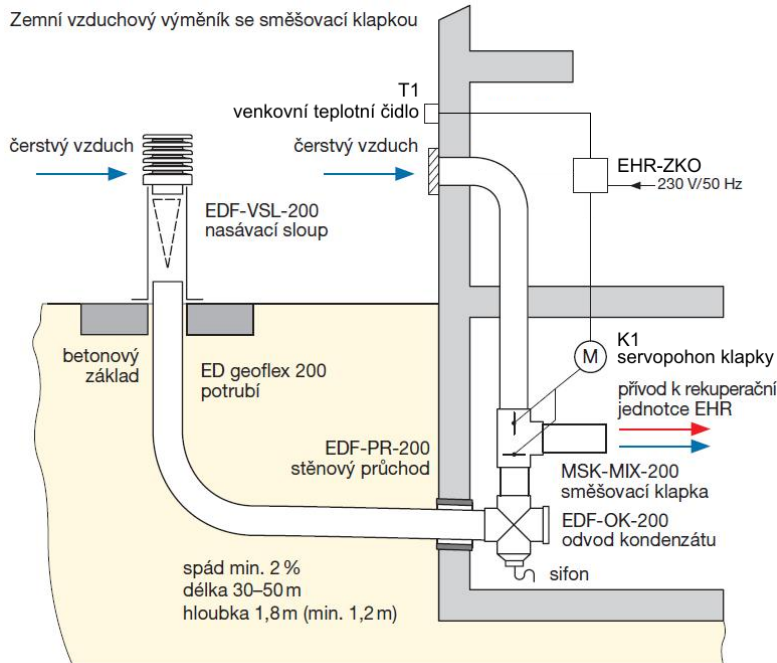 Zemní vzduchový výměník se směšovací klapkou
T1
venkovní teplotní čidlo
čerstvý vzduch
čerstvý vzduch
EHR-ZKO
230 V/50 Hz
EDF-VSL-200
nasávací sloup
betonový
základ
ED geoflex 200
potrubí
K1
servopohon klapky
M
přívod k rekuperační
jednotce EHR
EDF-PR-200
stěnový průchod
MSK-MIX-200
směšovací klapka
EDF-OK-200
odvod kondenzátu
sifon
spád min. 2 %
délka 30–50 m
hloubka 1,8 m (min. 1,2 m)